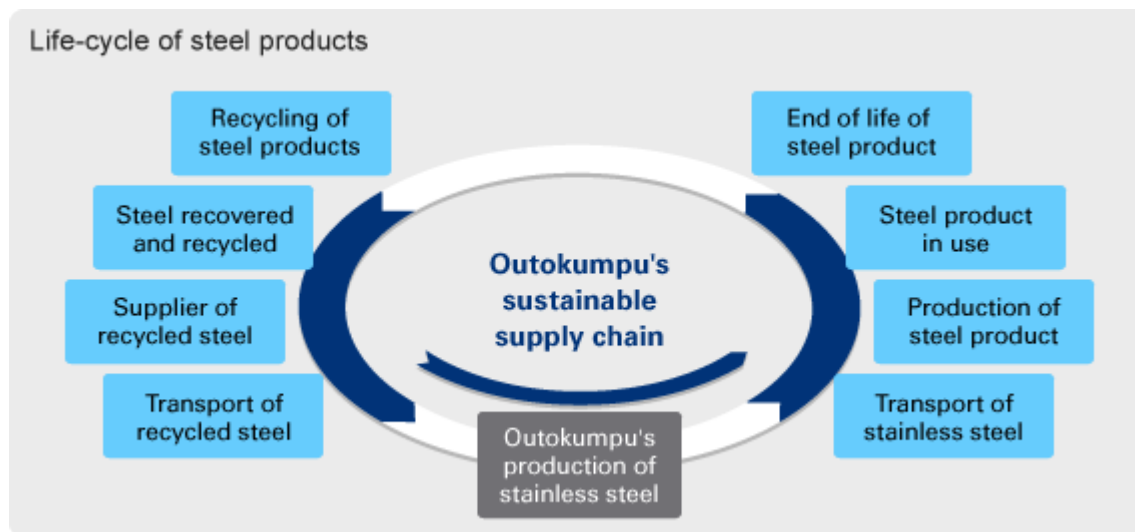 Life-cycle of steel products
Recycling of
steel products
End of life of
steel product
Steel recovered
and recycled
Steel product
in use
Outokumpu's
sustainable
supply chain
Supplier of
recycled steel
Production of
steel product
Transport of
recycled steel
Transport of
stainless steel
Outokumpu's
production of
stainless steel